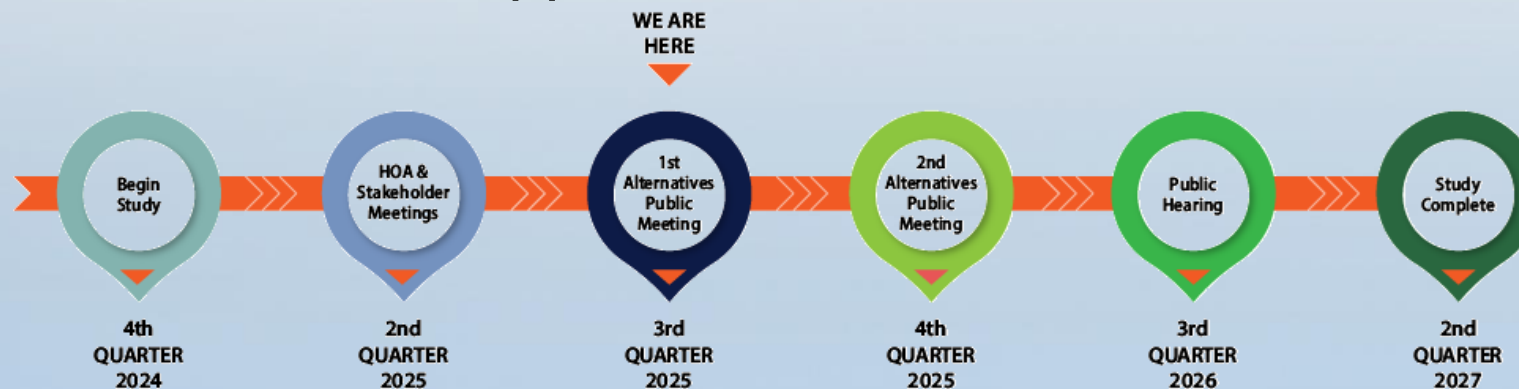 WE ARE
HERE
Begin
Study
4th
QUARTER
2024
HOA &
Stakeholder
Meetings
2nd
QUARTER
2025
1st
Alternatives
Public
Meeting
3rd
QUARTER
2025
2nd
Alternatives
Public
Meeting
4th
QUARTER
2025
Public
Hearing
3rd
QUARTER
2026
Study
Complete
2nd
QUARTER
2027